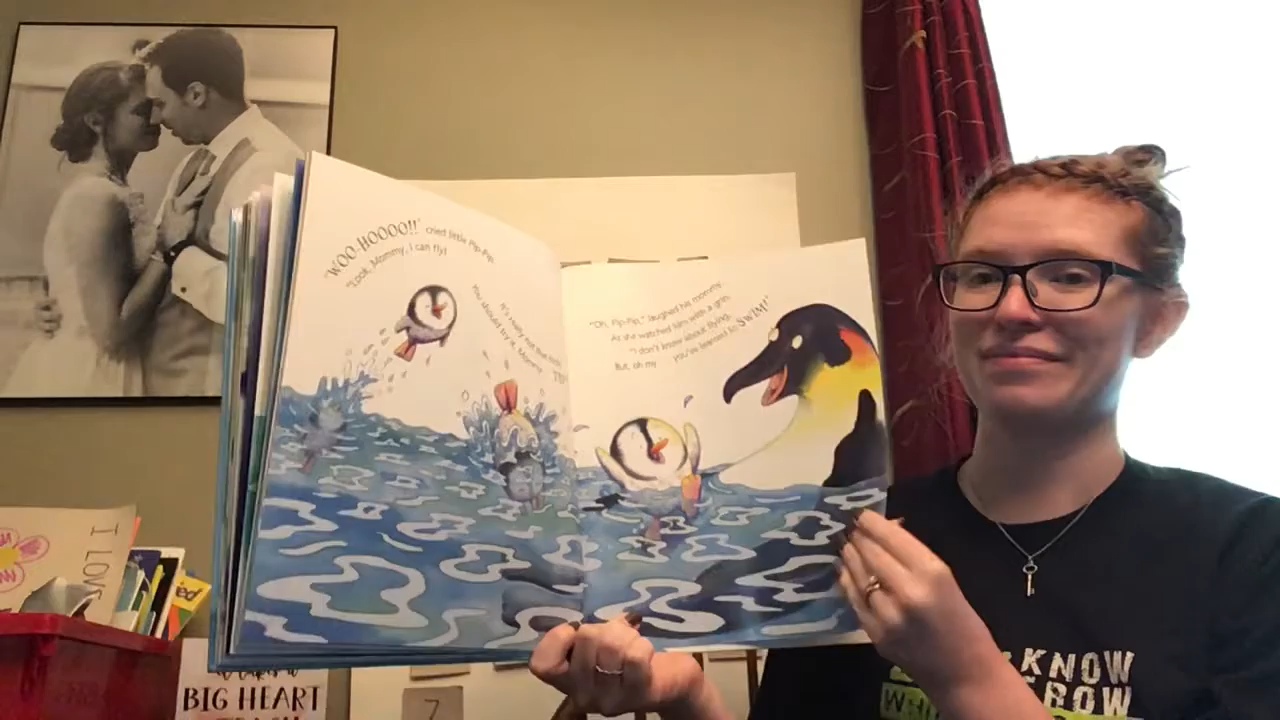 "WOO-HOOOO!!" cried little Pip-Pip.
"Look, Mommy, I can fly!
It's really not that tricky.
You should try it, Mommy.
"Oh, Pip-Pip," laughed his mommy,
As she watched him with a grin.
"I don't know about flying,
But, oh my you've learned to SWIM!"
I LOVE
BIG HEART
KNOW
7